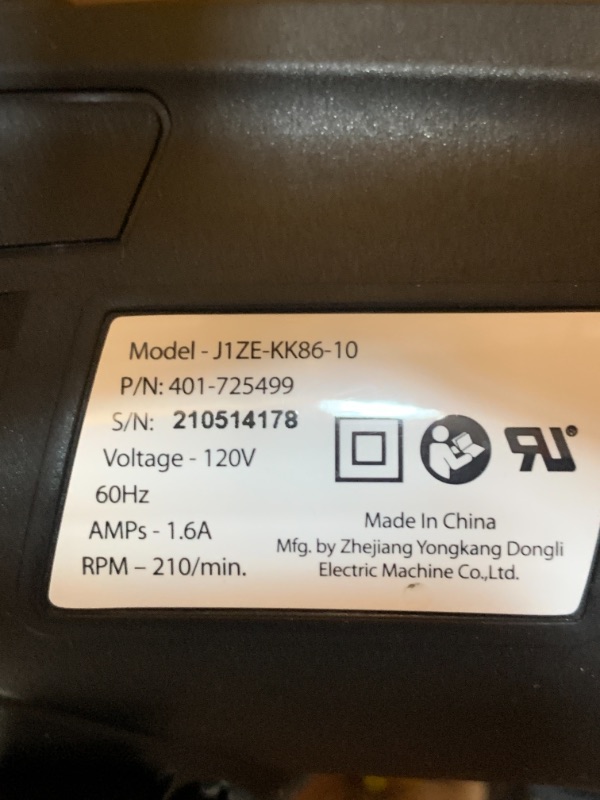 Model - J1ZE-KK86-10
P/N: 401-725499
S/N: 210514178
Voltage - 120V
60Hz
AMPs - 1.6A
RPM – 210/min.
Made In China
Mfg. by Zhejiang Yongkang Dongli
Electric Machine Co.,Ltd.